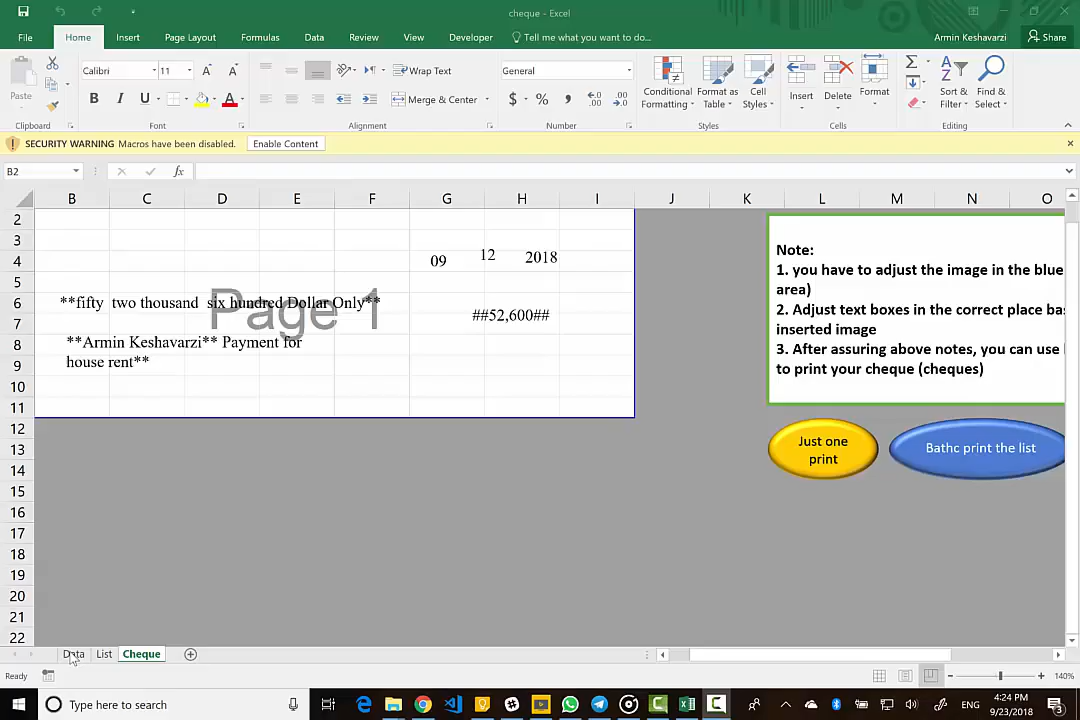 cheque - Excel
File Home Insert Page Layout Formulas Data Review View Developer Tell me what you want to do... Armin Keshavarzi Share
Paste Calibri 11 A A Wrap Text General Conditional Format as Cell Insert Delete Format Sort & Find &
B I U A Merge & Center $ % Formatting Table Styles Filter Select
Clipboard Font Alignment Number Styles Cells Editing
SECURITY WARNING Macros have been disabled. Enable Content
B2 fx
B C D E F G H I J K L M N O
2
3
4
5
6
7
8
9
10
11
12
13
14
15
16
17
18
19
20
21
22
09 12 2018
**fifty two thousand six hundred Dollar Only**
Page 1
##52,600##
**Armin Keshavarzi** Payment for
house rent**
Note:
1. you have to adjust the image in the blue
area)
2. Adjust text boxes in the correct place ba
inserted image
3. After assuring above notes, you can use
to print your cheque (cheques)
Just one
print
Bathc print the list
Data List Cheque
Ready 140%
Type here to search ENG 4:24 PM
9/23/2018 3